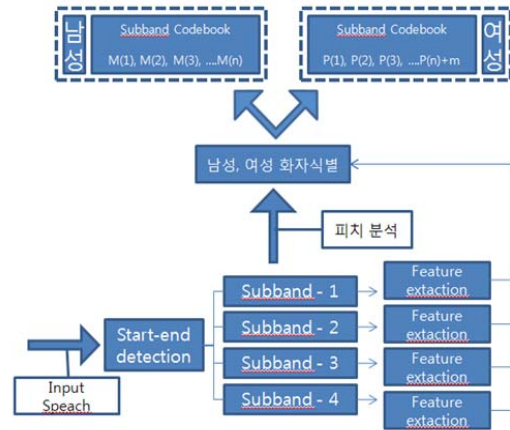 남성
Subband Codebook
M(1), M(2), M(3), ....M(n)
Subband Codebook
P(1), P(2), P(3), ....P(n)+m
여성
남성, 여성 화자식별
피치 분석
Subband - 1
Feature
extaction
Subband - 2
Feature
extaction
Start-end
detection
Subband - 3
Feature
extaction
Subband - 4
Feature
extaction
Input
Speach